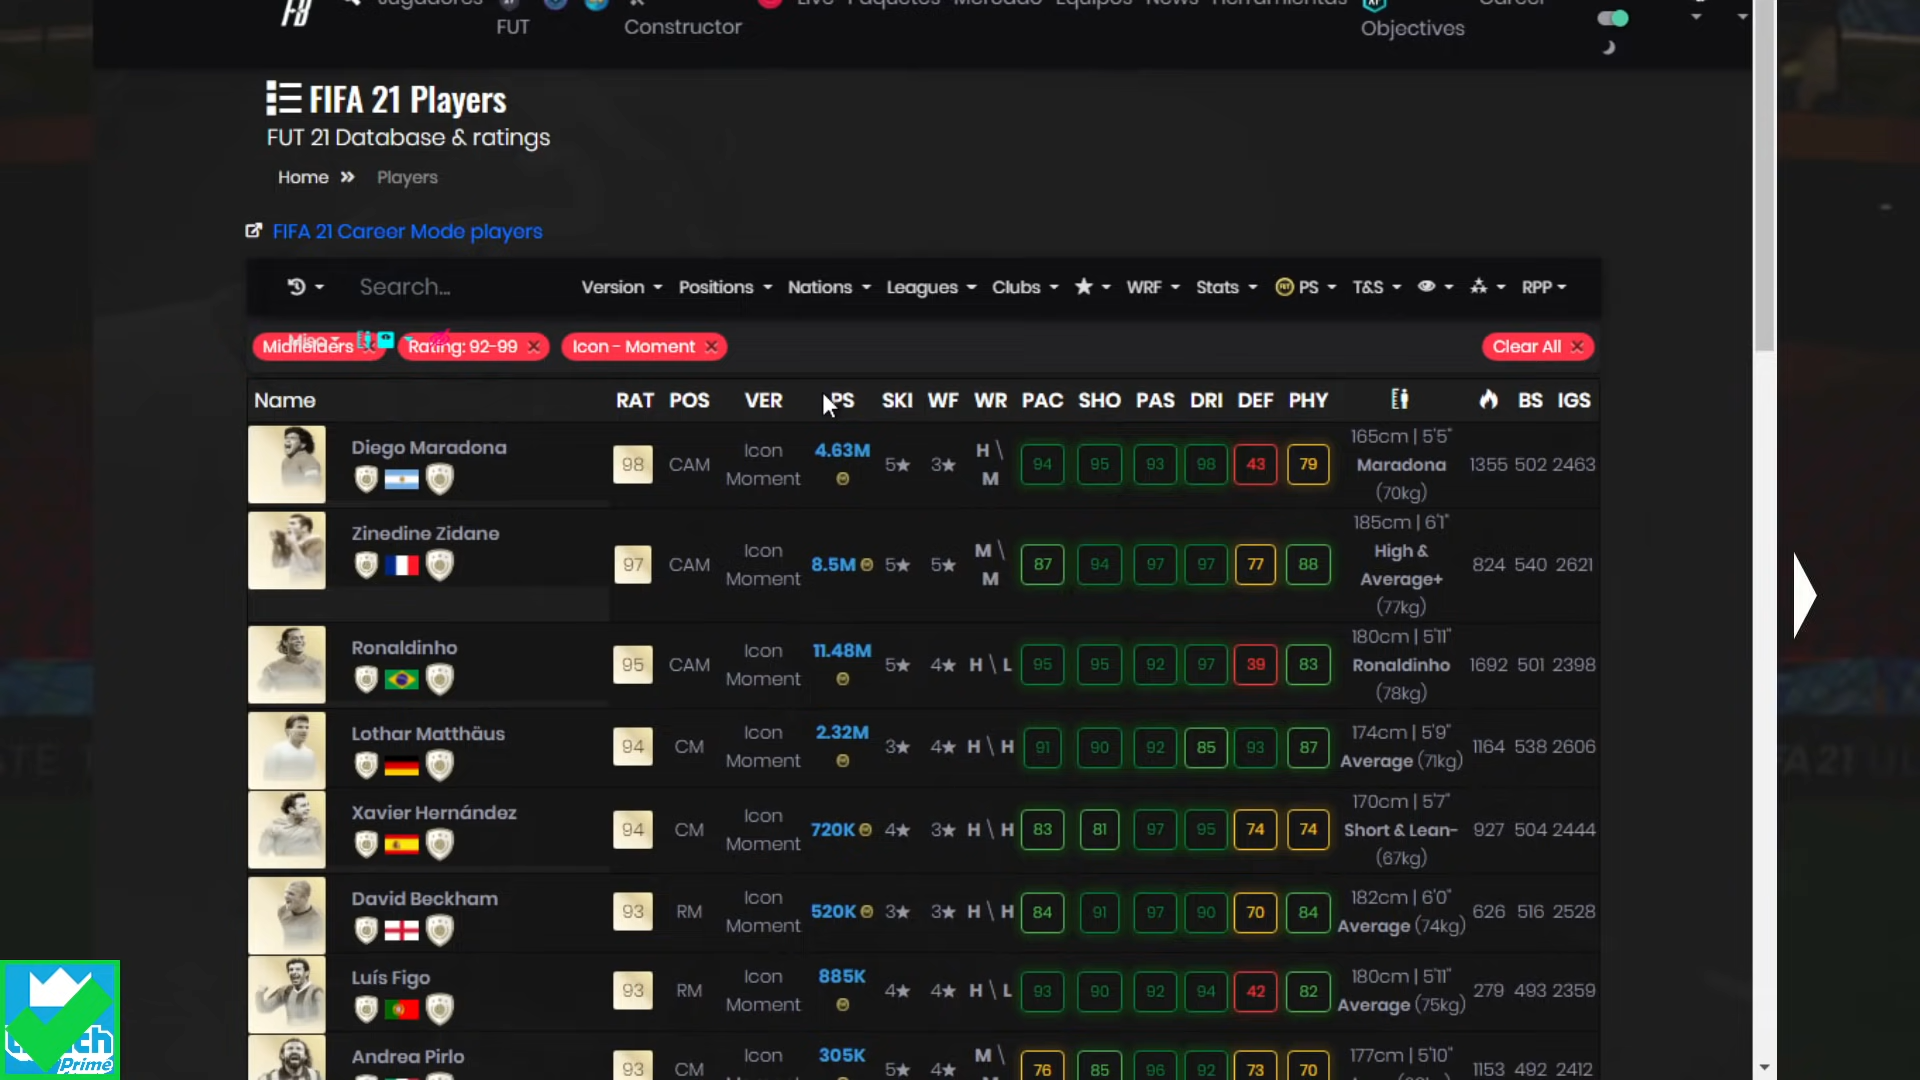 FB Jugadores Live Paquetes Mercado Equipos News Herramientas Career
FUT Constructor Objectives
FIFA 21 Players
FUT 21 Database & ratings
Home » Players
FIFA 21 Career Mode players
Search... Version Positions Nations Leagues Clubs ★ WRF Stats PS T&S RPP
Misc
Midfielders × Rating: 92-99 × Icon - Moment × Clear All ×
Name RAT POS VER PS SKI WF WR PAC SHO PAS DRI DEF PHY BS IGS
Diego Maradona 98 CAM Icon Moment 4.63M 5★ 3★ H \ M 94 95 93 98 43 79 165cm | 5'5" Maradona (70kg) 1355 502 2463
Zinedine Zidane 97 CAM Icon Moment 8.5M 5★ 5★ M \ M 87 94 97 97 77 88 185cm | 6'1" High & Average+ (77kg) 824 540 2621
Ronaldinho 95 CAM Icon Moment 11.48M 5★ 4★ H \ L 95 95 92 97 39 83 180cm | 5'11" Ronaldinho (78kg) 1692 501 2398
Lothar Matthäus 94 CM Icon Moment 2.32M 3★ 4★ H \ H 91 90 92 85 93 87 174cm | 5'9" Average (71kg) 1164 538 2606
Xavier Hernández 94 CM Icon Moment 720K 4★ 3★ H \ H 83 81 97 95 74 74 170cm | 5'7" Short & Lean- (67kg) 927 504 2444
David Beckham 93 RM Icon Moment 520K 3★ 3★ H \ H 84 91 97 90 70 84 182cm | 6'0" Average (74kg) 626 516 2528
Luís Figo 93 RM Icon Moment 885K 4★ 4★ H \ L 93 90 92 94 42 82 180cm | 5'11" Average (75kg) 279 493 2359
Andrea Pirlo 93 CM Icon 305K 5★ 4★ M \ 76 85 96 92 73 70 177cm | 5'10" 1153 492 2412
Prime